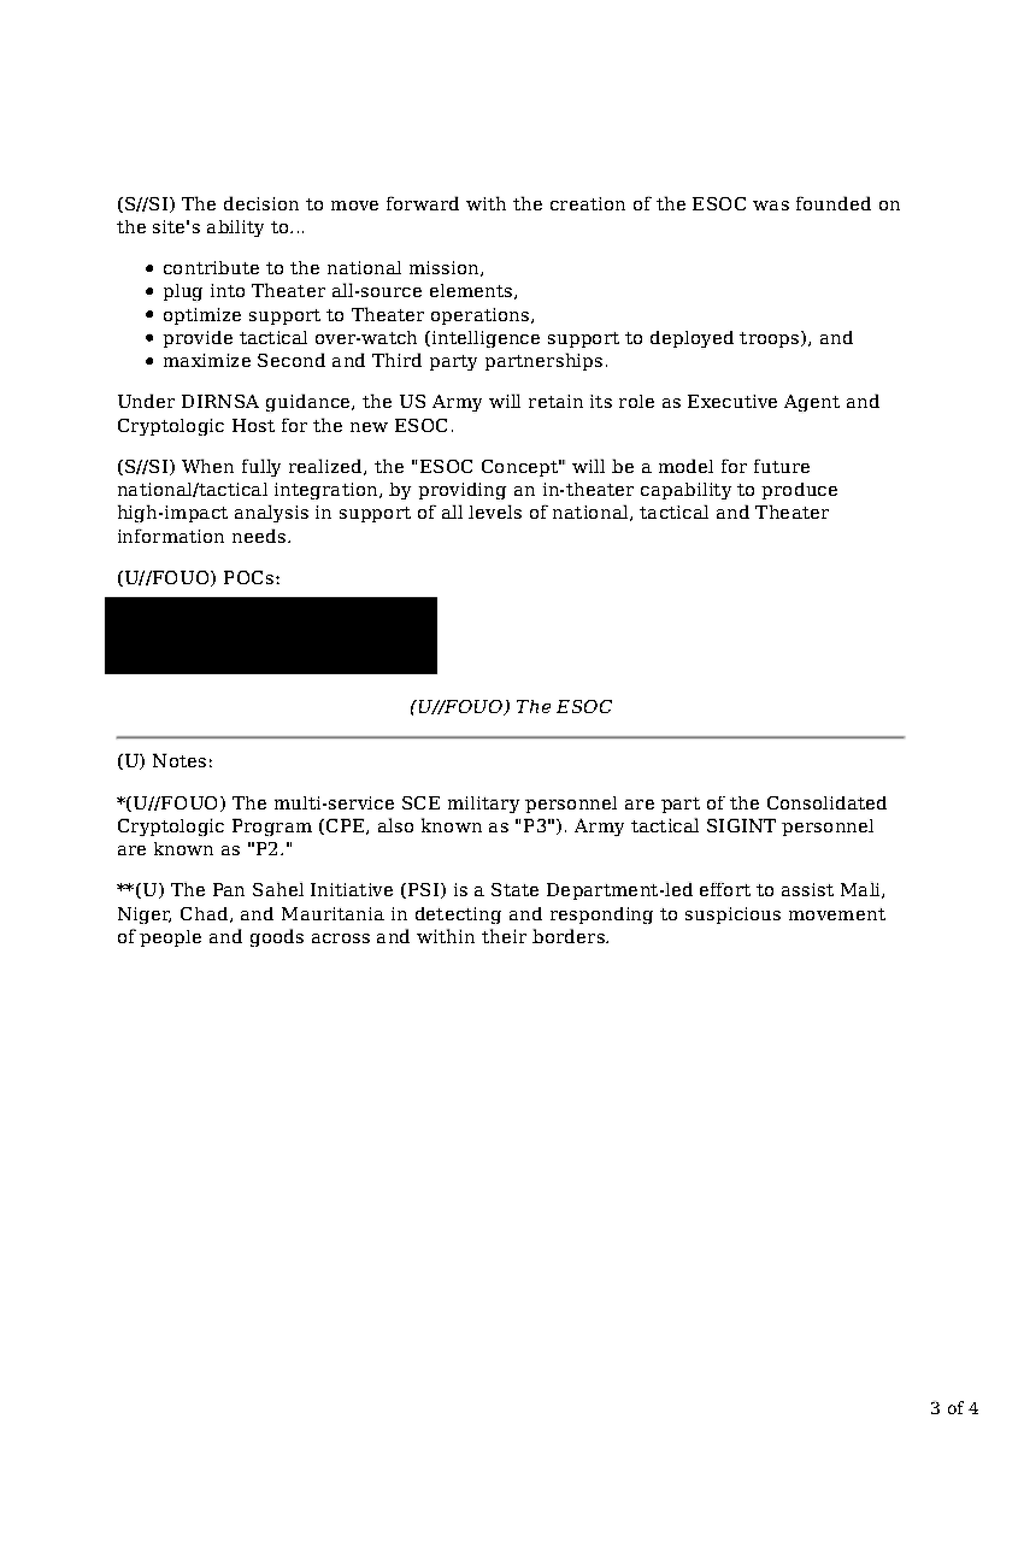 (S//SI) The decision to move forward with the creation of the ESOC was founded on
the site's ability to...
• contribute to the national mission,
• plug into Theater all-source elements,
• optimize support to Theater operations,
• provide tactical over-watch (intelligence support to deployed troops), and
• maximize Second and Third party partnerships.
Under DIRNSA guidance, the US Army will retain its role as Executive Agent and
Cryptologic Host for the new ESOC.
(S//SI) When fully realized, the "ESOC Concept" will be a model for future
national/tactical integration, by providing an in-theater capability to produce
high-impact analysis in support of all levels of national, tactical and Theater
information needs.
(U//FOUO) POCs:
(U//FOUO) The ESOC
(U) Notes:
*(U//FOUO) The multi-service SCE military personnel are part of the Consolidated
Cryptologic Program (CPE, also known as "P3"). Army tactical SIGINT personnel
are known as "P2."
**(U) The Pan Sahel Initiative (PSI) is a State Department-led effort to assist Mali,
Niger, Chad, and Mauritania in detecting and responding to suspicious movement
of people and goods across and within their borders.
3 of 4